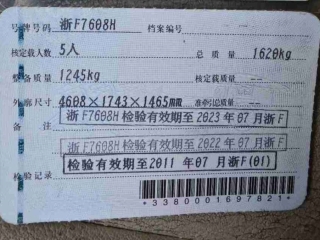 号牌号码 浙F7608H 档案编号
核定载人数 5人 总质量 1620kg
整备质量 1245kg 核定载质量 --
外廓尺寸 4608×1743×1465mm 准牵引总质量 --
备注 浙F7608H 检验有效期至2023年07月浙F
浙F7608H 检验有效期至2022年07月浙F
检验记录 检验有效期至2011年07月浙F(01)
*3380001697821*